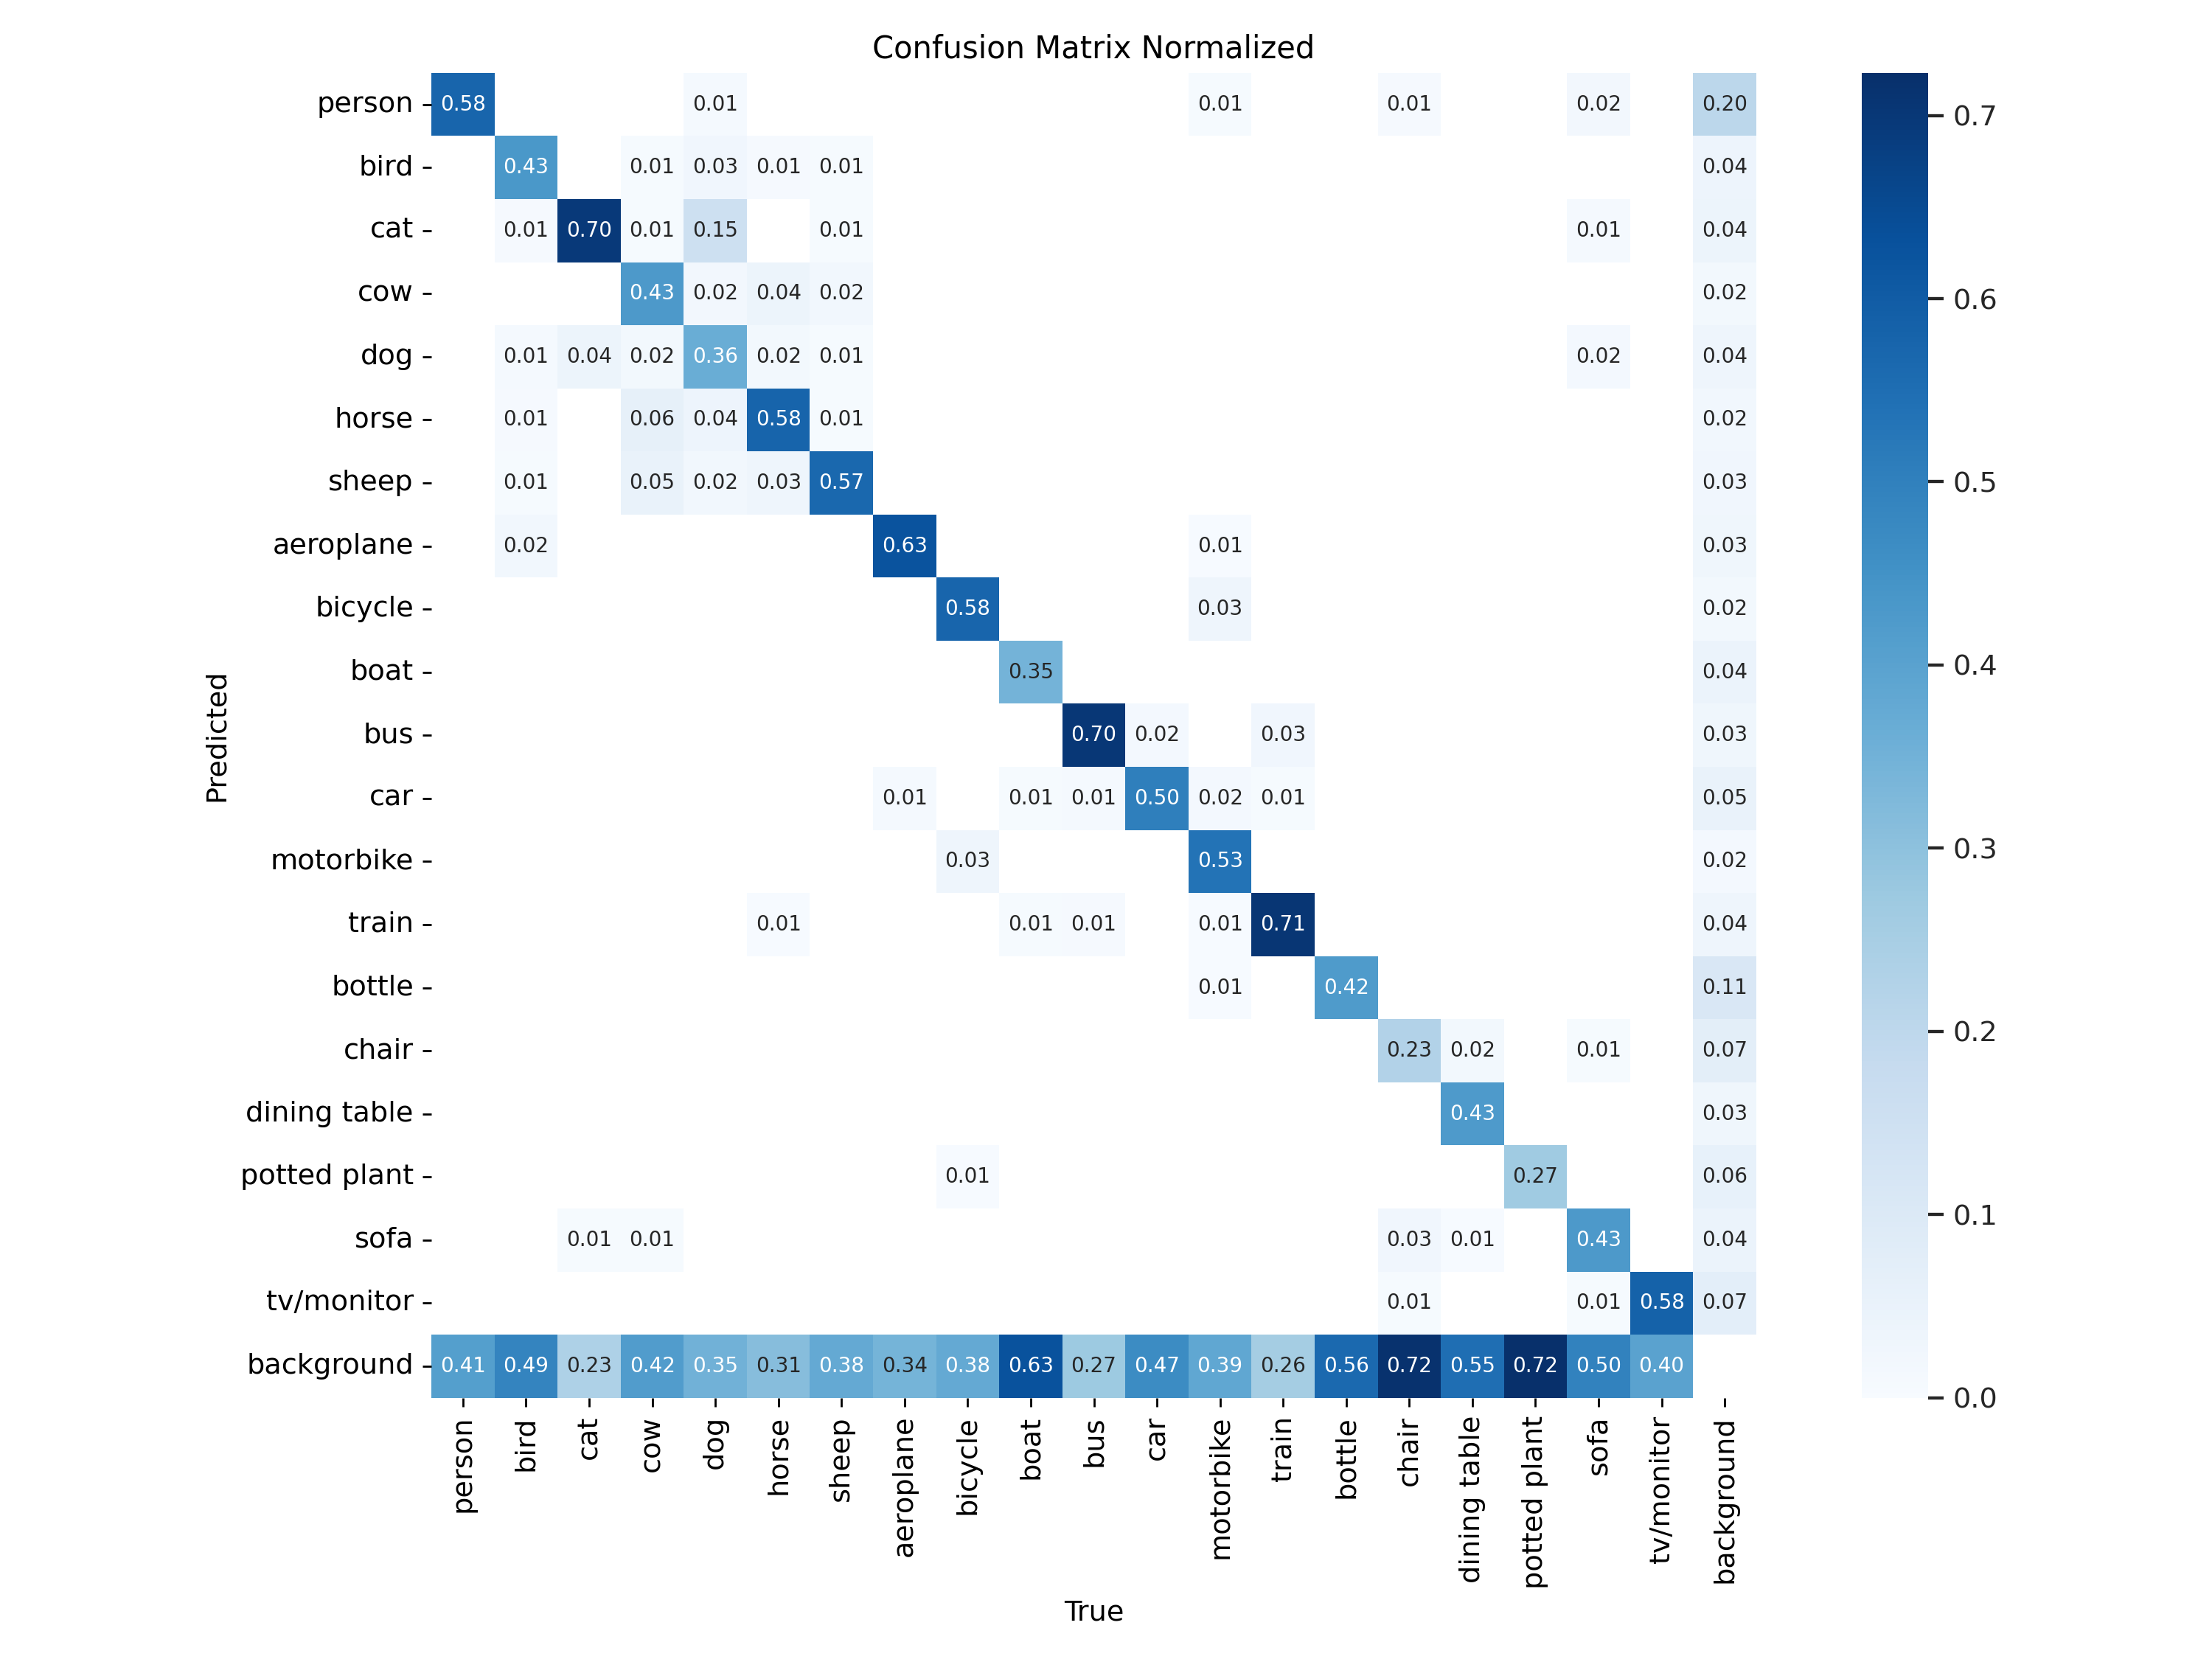 Confusion Matrix Normalized
person 0.58 0.01 0.01 0.01 0.02 0.20
bird 0.43 0.01 0.03 0.01 0.01 0.04
cat 0.01 0.70 0.01 0.15 0.01 0.01 0.04
cow 0.43 0.02 0.04 0.02 0.02
dog 0.01 0.04 0.02 0.36 0.02 0.01 0.02 0.04
horse 0.01 0.06 0.04 0.58 0.01 0.02
sheep 0.01 0.05 0.02 0.03 0.57 0.03
aeroplane 0.02 0.63 0.01 0.03
bicycle 0.58 0.03 0.02
boat 0.35 0.04
bus 0.70 0.02 0.03 0.03
car 0.01 0.01 0.01 0.50 0.02 0.01 0.05
motorbike 0.03 0.53 0.02
train 0.01 0.01 0.01 0.01 0.71 0.04
bottle 0.01 0.42 0.11
chair 0.23 0.02 0.01 0.07
dining table 0.43 0.03
potted plant 0.01 0.27 0.06
sofa 0.01 0.01 0.03 0.01 0.43 0.04
tv/monitor 0.01 0.01 0.58 0.07
background 0.41 0.49 0.23 0.42 0.35 0.31 0.38 0.34 0.38 0.63 0.27 0.47 0.39 0.26 0.56 0.72 0.55 0.72 0.50 0.40
Predicted
person
bird
cat
cow
dog
horse
sheep
aeroplane
bicycle
boat
bus
car
motorbike
train
bottle
chair
dining table
potted plant
sofa
tv/monitor
background
True
0.7
0.6
0.5
0.4
0.3
0.2
0.1
0.0